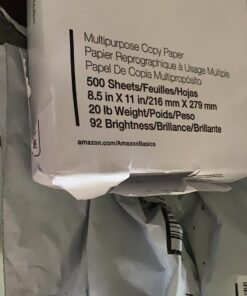 Multipurpose Copy Paper
Papier Reprographique à Usage Multiple
Papel De Copia Multipropósito
500 Sheets/Feuilles/Hojas
8.5 in X 11 in/216 mm X 279 mm
20 lb Weight/Poids/Peso
92 Brightness/Brillance/Brillante
amazon.com/AmazonBasics